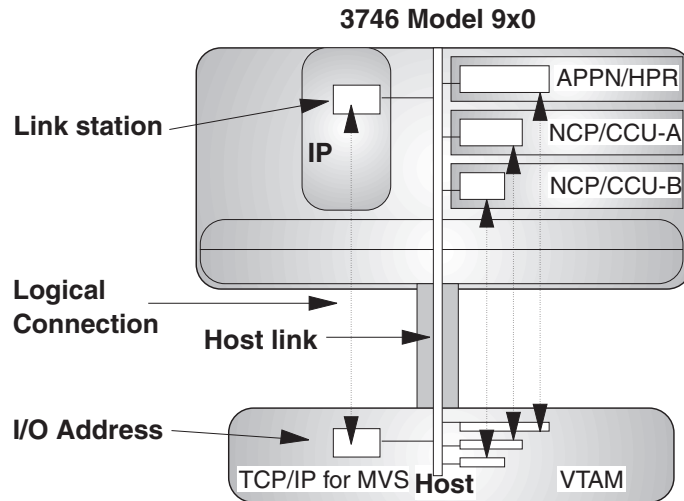 3746 Model 9x0
APPN/HPR
Link station
NCP/CCU-A
IP
NCP/CCU-B
Logical
Connection
Host link
I/O Address
TCP/IP for MVS
Host
VTAM